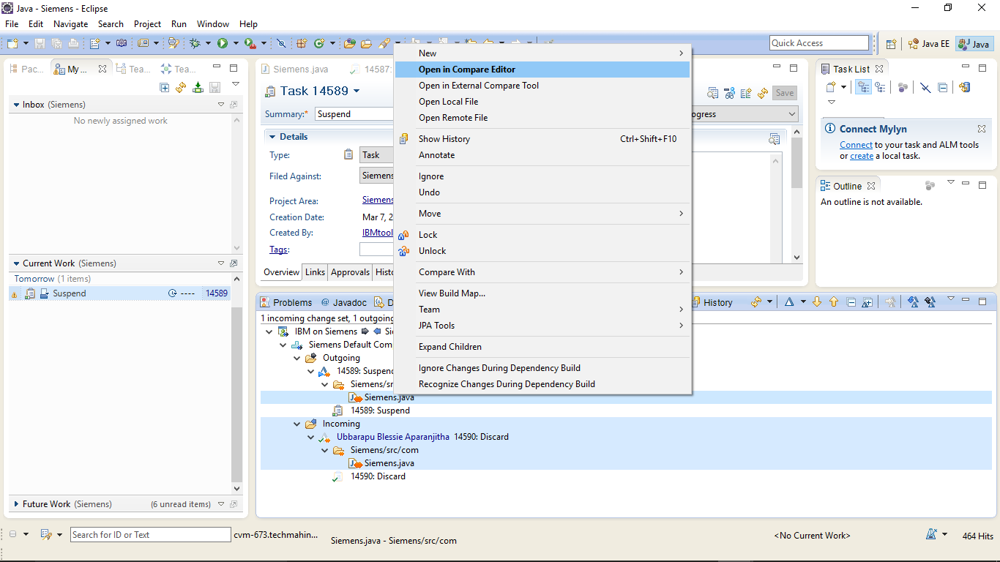 Java - Siemens - Eclipse
File Edit Navigate Search Project Run Window Help
Quick Access
Java EE
Java
Pac...
My ...
Tea...
Tea...
Inbox (Siemens)
No newly assigned work
Current Work (Siemens)
Tomorrow (1 items)
Suspend ---- 14589
Future Work (Siemens) (6 unread items)
Siemens.java
14587:
Task 14589
Save
Summary:* Suspend
ogress
Details
Type: Task
Filed Against: Siemens
Project Area: Siemens
Creation Date: Mar 7, 2
Created By: IBMtool
Tags:
Overview Links Approvals Histo
New
Open in Compare Editor
Open in External Compare Tool
Open Local File
Open Remote File
Show History Ctrl+Shift+F10
Annotate
Ignore
Undo
Move
Lock
Unlock
Compare With
View Build Map...
Team
JPA Tools
Expand Children
Ignore Changes During Dependency Build
Recognize Changes During Dependency Build
Problems @ Javadoc D
History
1 incoming change set, 1 outgoing
IBM on Siemens Sie
Siemens Default Comp
Outgoing
14589: Suspend
Siemens/sr
Siemens.java
14589: Suspend
Incoming
Ubbarapu Blessie Aparanjitha 14590: Discard
Siemens/src/com
Siemens.java
14590: Discard
Task List
Connect Mylyn
Connect to your task and ALM tools
or create a local task.
Outline
An outline is not available.
Search for ID or Text
cvm-673.techmahin...
Siemens.java - Siemens/src/com
<No Current Work>
464 Hits